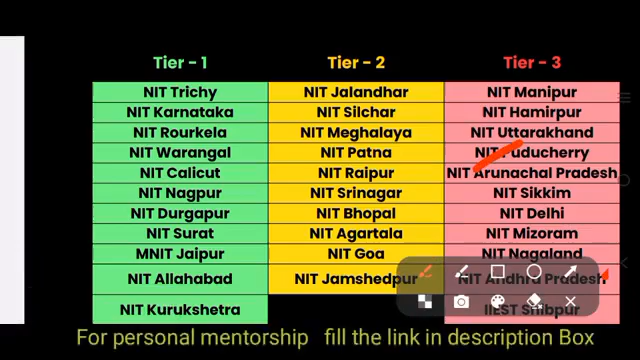 Tier - 1 Tier - 2 Tier - 3
NIT Trichy NIT Jalandhar NIT Manipur
NIT Karnataka NIT Silchar NIT Hamirpur
NIT Rourkela NIT Meghalaya NIT Uttarakhand
NIT Warangal NIT Patna NIT Puducherry
NIT Calicut NIT Raipur NIT Arunachal Pradesh
NIT Nagpur NIT Srinagar NIT Sikkim
NIT Durgapur NIT Bhopal NIT Delhi
NIT Surat NIT Agartala NIT Mizoram
MNIT Jaipur NIT Goa NIT Nagaland
NIT Allahabad NIT Jamshedpur NIT Andhra Pradesh
NIT Kurukshetra IIEST Shibpur
For personal mentorship fill the link in description Box